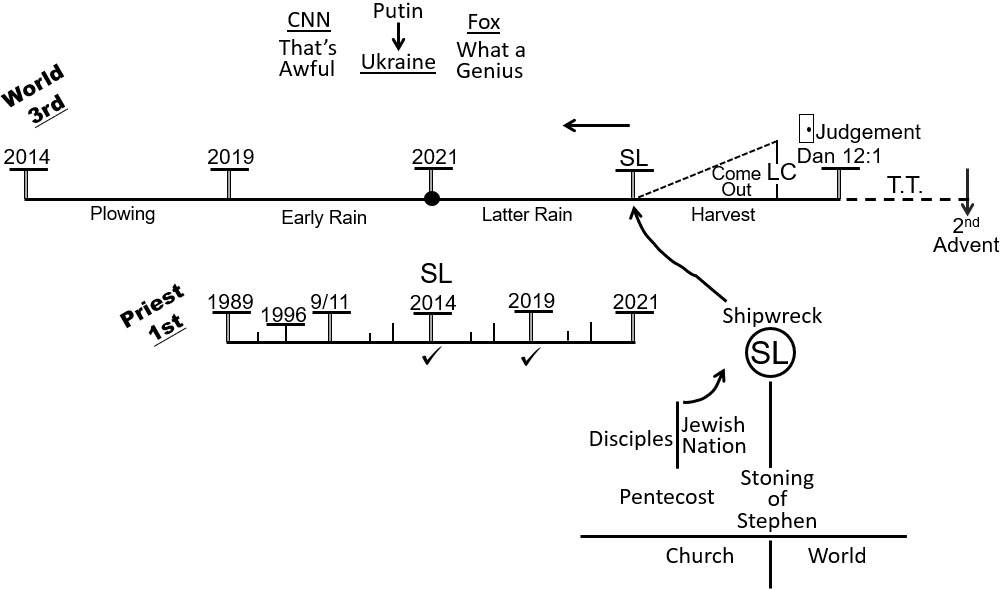 CNN
That's
Awful
Putin
Ukraine
Fox
What a
Genius
World
3rd
2014
2019
2021
SL
Come
Out
LC
Judgement
Dan 12:1
T.T.
Plowing
Early Rain
Latter Rain
Harvest
2nd
Advent
Priest
1st
1989
1996
9/11
SL
2014
2019
2021
Shipwreck
SL
Disciples
Jewish
Nation
Pentecost
Stoning
of
Stephen
Church
World